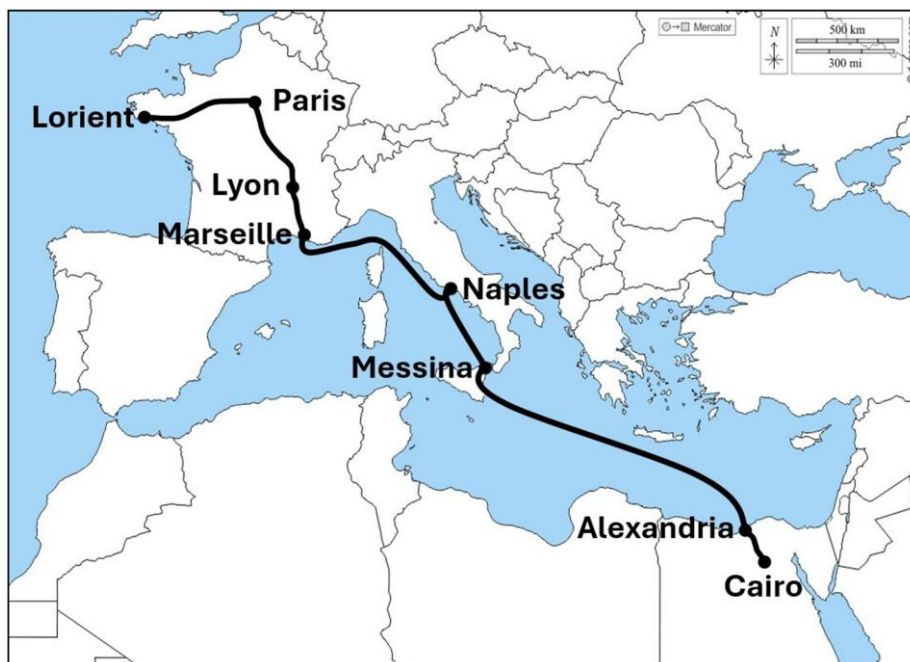 Mercator
N
500 km
300 mi
Paris
Lorient
Lyon
Marseille
Naples
Messina
Alexandria
Cairo